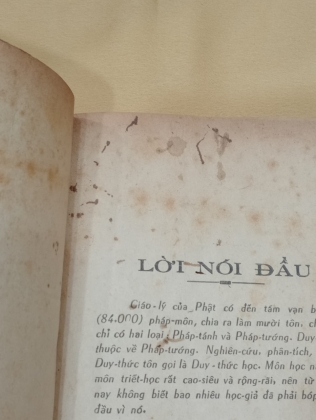 LỜI NÓI ĐẦU
Giáo-lý của Phật có đến tám vạn b
(84.000) pháp-môn, chia ra làm mười tôn, ch
chỉ có hai loại Pháp-tánh và Pháp-tướng. Duy
thuộc về Pháp-tướng. Nghiên-cứu, phân-tích,
Duy-thức tôn gọi là Duy-thức học. Môn học n
môn triết-học rất cao-siêu và rộng-rãi, nên từ
nay không biết bao nhiêu học-giả đã phải bóp
đầu vì nó.